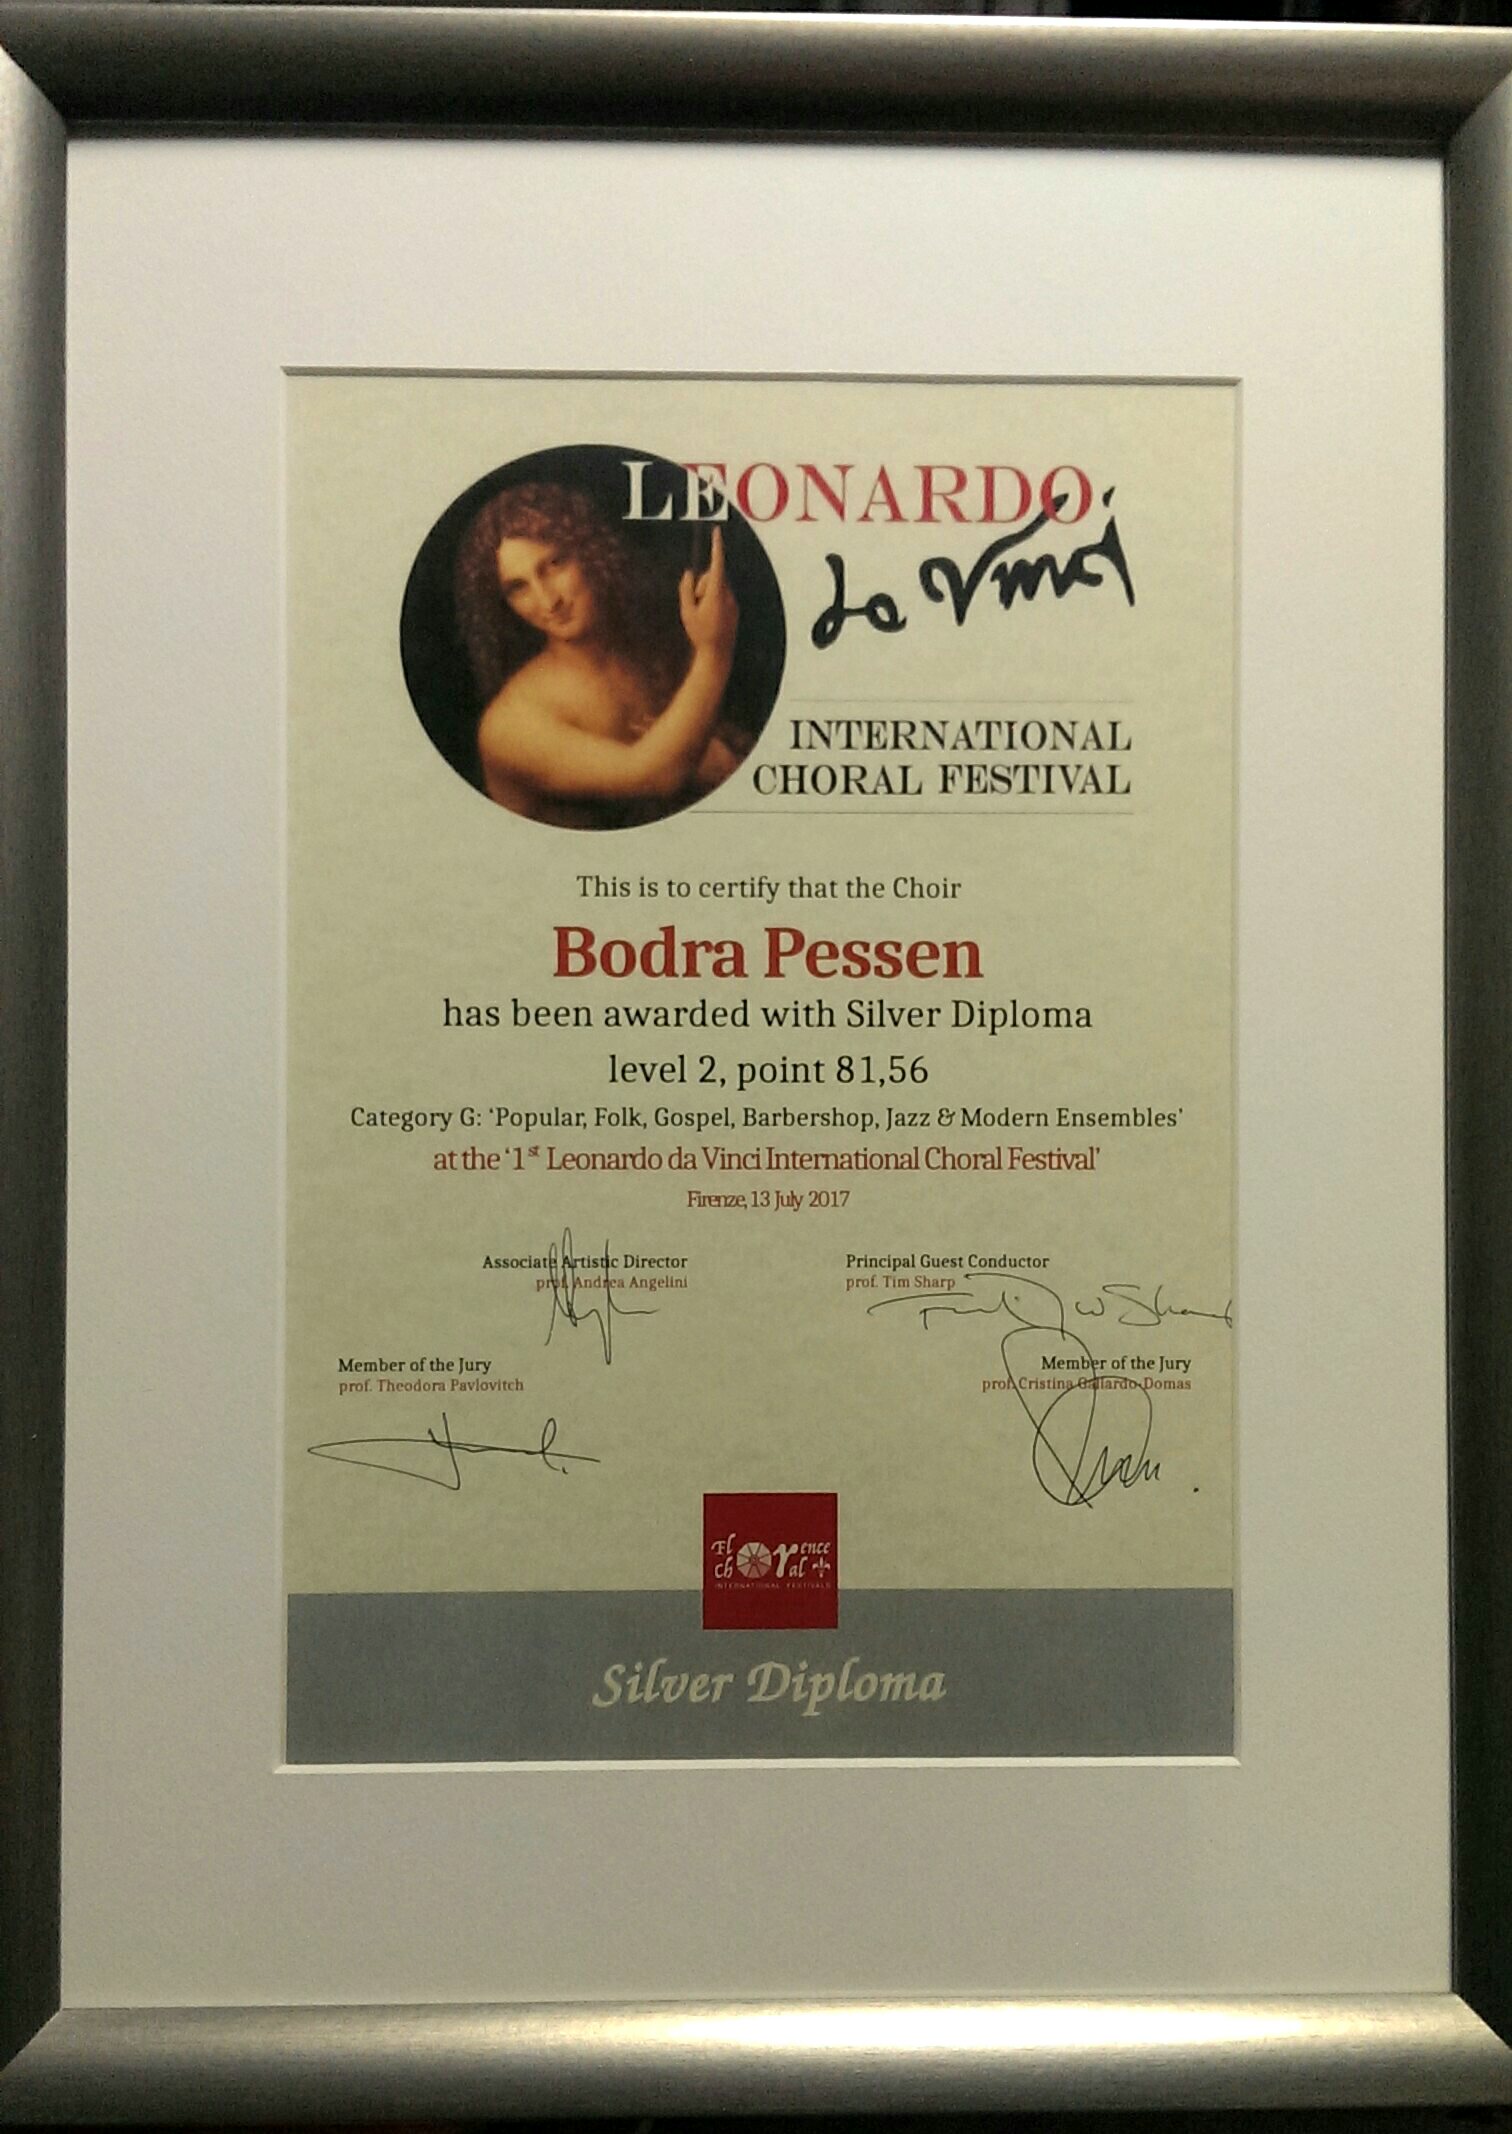 LEONARDO
da Vinci
INTERNATIONAL
CHORAL FESTIVAL
This is to certify that the Choir
Bodra Pessen
has been awarded with Silver Diploma
level 2, point 81,56
Category G: ‘Popular, Folk, Gospel, Barbershop, Jazz & Modern Ensembles’
at the ‘1st Leonardo da Vinci International Choral Festival’
Firenze, 13 July 2017
Associate Artistic Director
prof. Andrea Angelini
Principal Guest Conductor
prof. Tim Sharp
Member of the Jury
prof. Theodora Pavlovitch
Member of the Jury
prof. Cristina Gallardo-Domas
Florence
Choral
INTERNATIONAL FESTIVALS
Silver Diploma